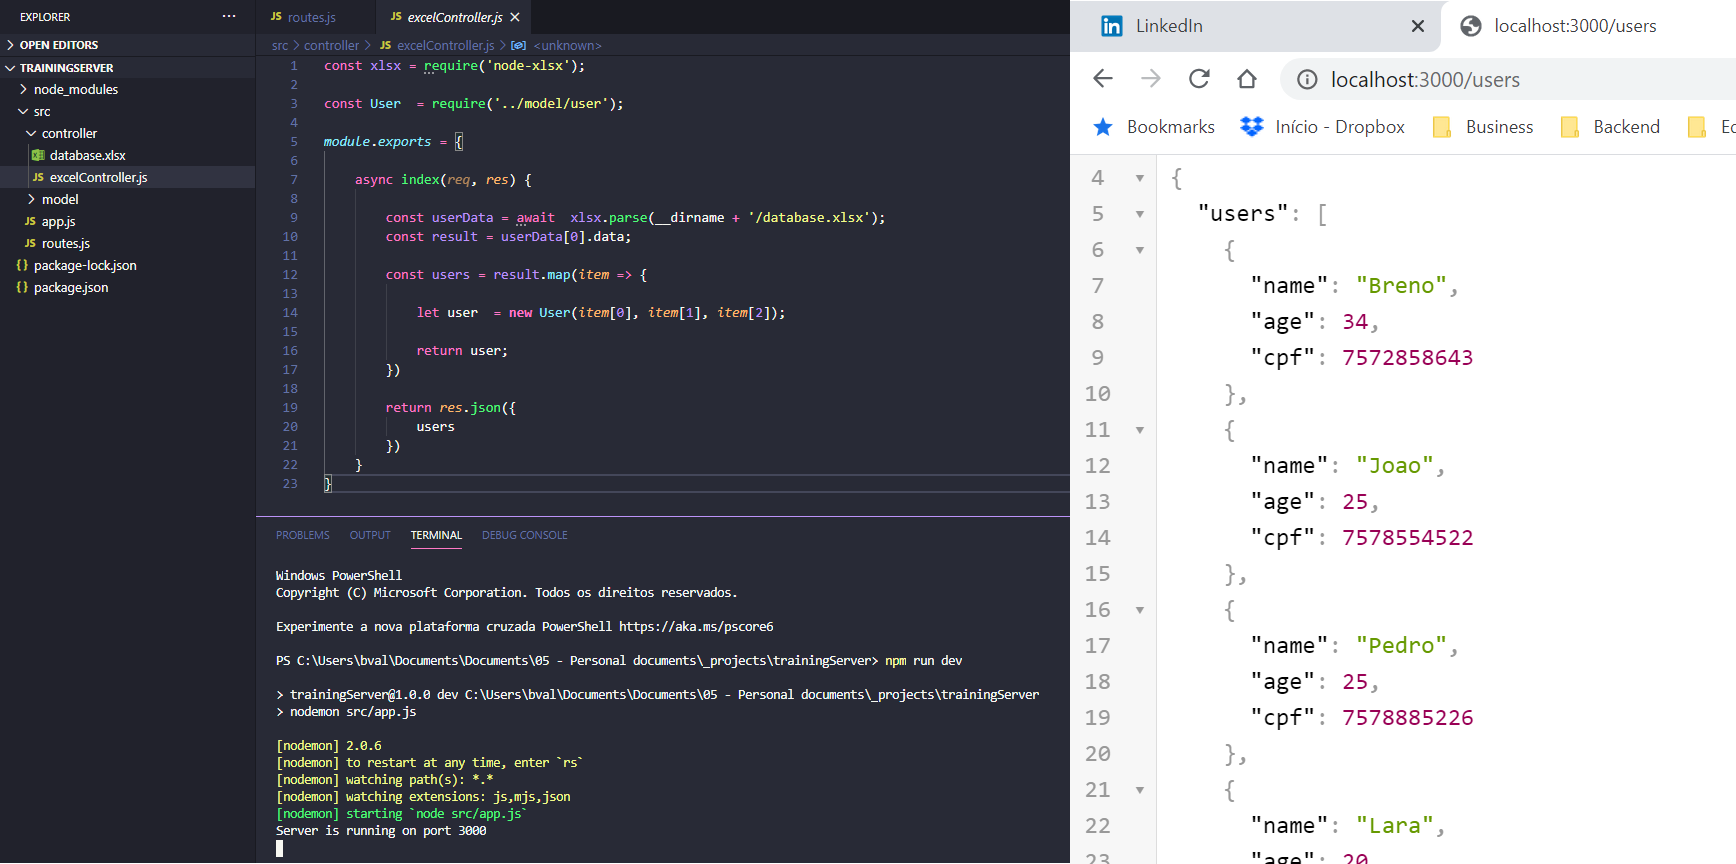 EXPLORER ···
OPEN EDITORS
TRAININGSERVER
node_modules
src
controller
database.xlsx
JS excelController.js
model
JS app.js
JS routes.js
{} package-lock.json
{} package.json
JS routes.js JS excelController.js ×
src > controller > JS excelController.js > <unknown>
1 const xlsx = require('node-xlsx');
2
3 const User  = require('../model/user');
4
5 module.exports = {
6
7 async index(req, res) {
8
9 const userData = await  xlsx.parse(__dirname + '/database.xlsx');
10 const result = userData[0].data;
11
12 const users = result.map(item => {
13
14 let user  = new User(item[0], item[1], item[2]);
15
16 return user;
17 })
18
19 return res.json({
20 users
21 })
22 }
23 }
PROBLEMS OUTPUT TERMINAL DEBUG CONSOLE
Windows PowerShell
Copyright (C) Microsoft Corporation. Todos os direitos reservados.
Experimente a nova plataforma cruzada PowerShell https://aka.ms/pscore6
PS C:\Users\bval\Documents\Documents\05 - Personal documents\_projects\trainingServer> npm run dev
> trainingServer@1.0.0 dev C:\Users\bval\Documents\Documents\05 - Personal documents\_projects\trainingServer
> nodemon src/app.js
[nodemon] 2.0.6
[nodemon] to restart at any time, enter `rs`
[nodemon] watching path(s): *.*
[nodemon] watching extensions: js,mjs,json
[nodemon] starting `node src/app.js`
Server is running on port 3000
in LinkedIn × localhost:3000/users
localhost:3000/users
Bookmarks Início - Dropbox Business Backend
4 {
5 "users": [
6 {
7 "name": "Breno",
8 "age": 34,
9 "cpf": 7572858643
10 },
11 {
12 "name": "Joao",
13 "age": 25,
14 "cpf": 7578554522
15 },
16 {
17 "name": "Pedro",
18 "age": 25,
19 "cpf": 7578885226
20 },
21 {
22 "name": "Lara",
23 "age": 20